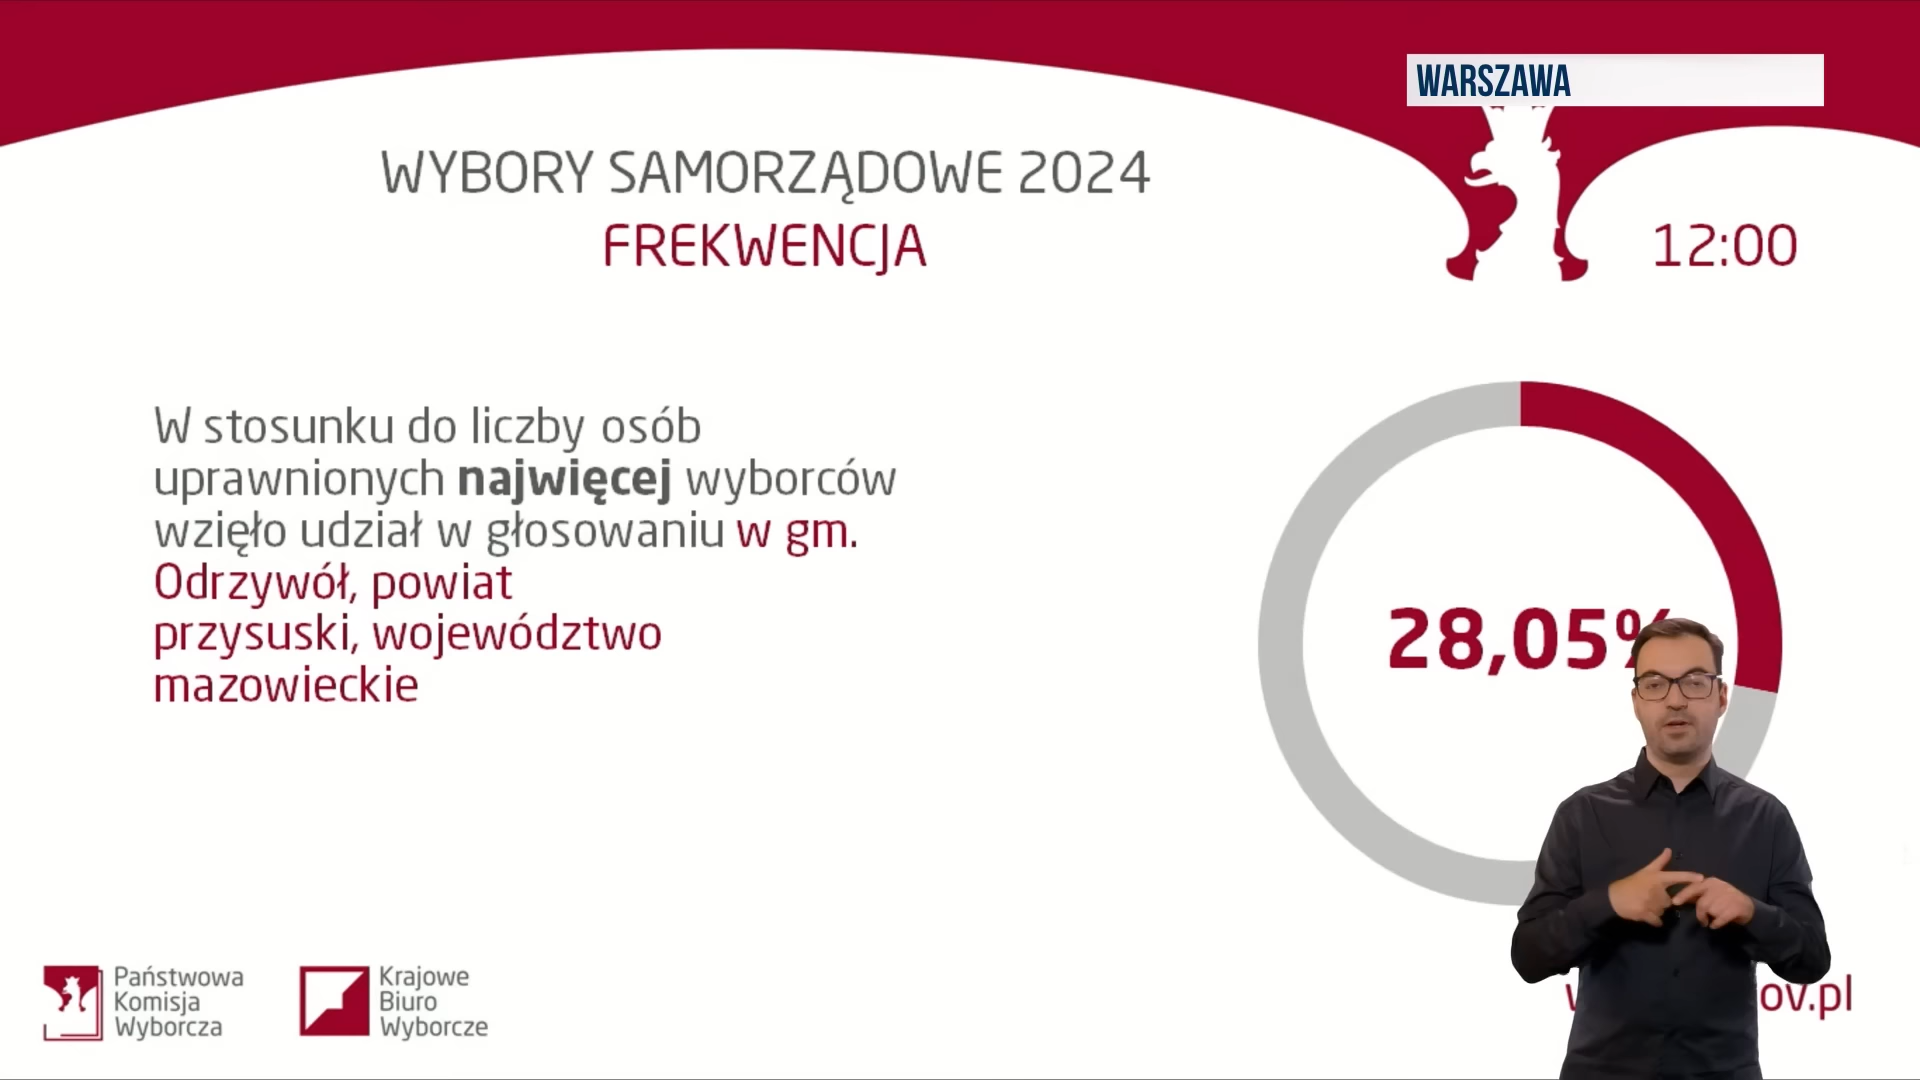 WARSZAWA
WYBORY SAMORZĄDOWE 2024
FREKWENCJA
12:00
W stosunku do liczby osób
uprawnionych najwięcej wyborców
wzięło udział w głosowaniu w gm.
Odrzywół, powiat
przysuski, województwo
mazowieckie
28,05%
Państwowa
Komisja
Wyborcza
Krajowe
Biuro
Wyborcze
ov.pl